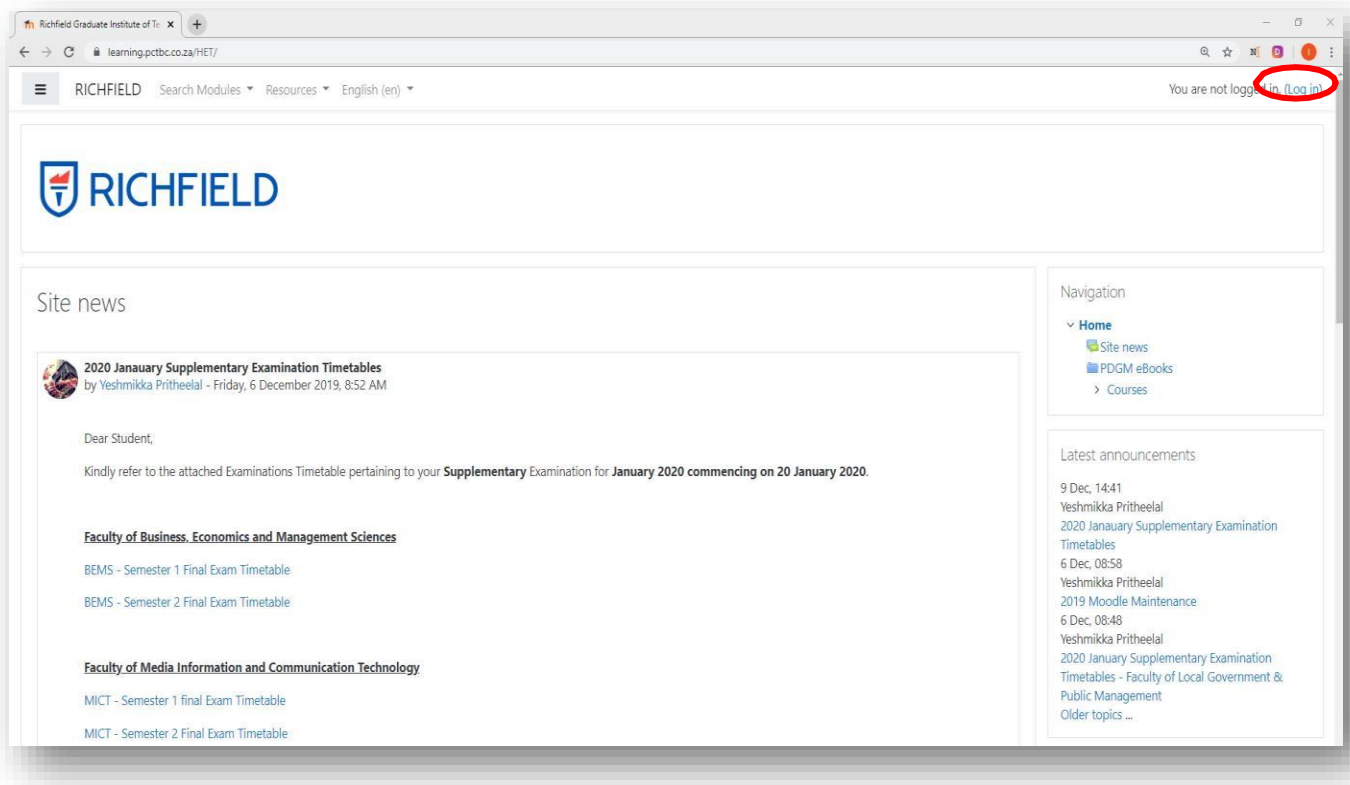 Richfield Graduate Institute of Te
learning.pctbc.co.za/HET/
RICHFIELD Search Modules Resources English (en)
You are not logged in. (Log in)
RICHFIELD
Site news
2020 Janauary Supplementary Examination Timetables
by Yeshmikka Pritheelal - Friday, 6 December 2019, 8:52 AM
Dear Student,
Kindly refer to the attached Examinations Timetable pertaining to your Supplementary Examination for January 2020 commencing on 20 January 2020.
Faculty of Business, Economics and Management Sciences
BEMS - Semester 1 Final Exam Timetable
BEMS - Semester 2 Final Exam Timetable
Faculty of Media Information and Communication Technology
MICT - Semester 1 final Exam Timetable
MICT - Semester 2 Final Exam Timetable
Navigation
Home
Site news
PDGM eBooks
Courses
Latest announcements
9 Dec, 14:41
Yeshmikka Pritheelal
2020 Janauary Supplementary Examination
Timetables
6 Dec, 08:58
Yeshmikka Pritheelal
2019 Moodle Maintenance
6 Dec, 08:48
Yeshmikka Pritheelal
2020 January Supplementary Examination
Timetables - Faculty of Local Government &
Public Management
Older topics ...